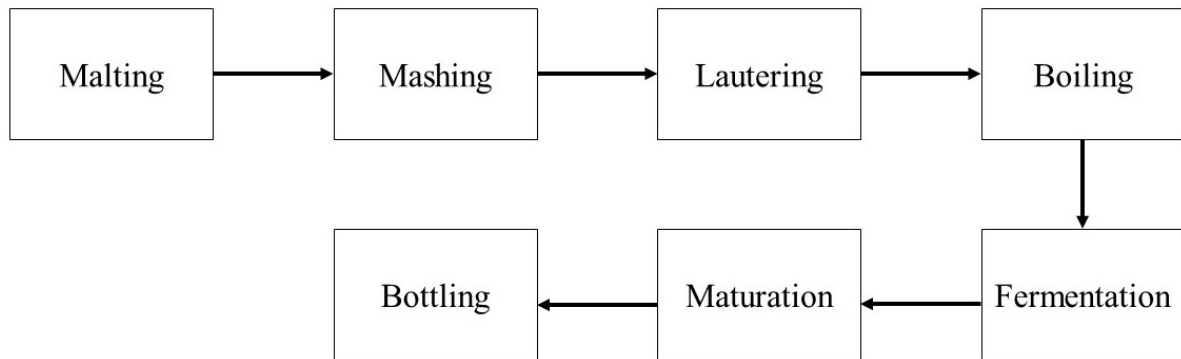 Malting
Mashing
Lautering
Boiling
Fermentation
Maturation
Bottling